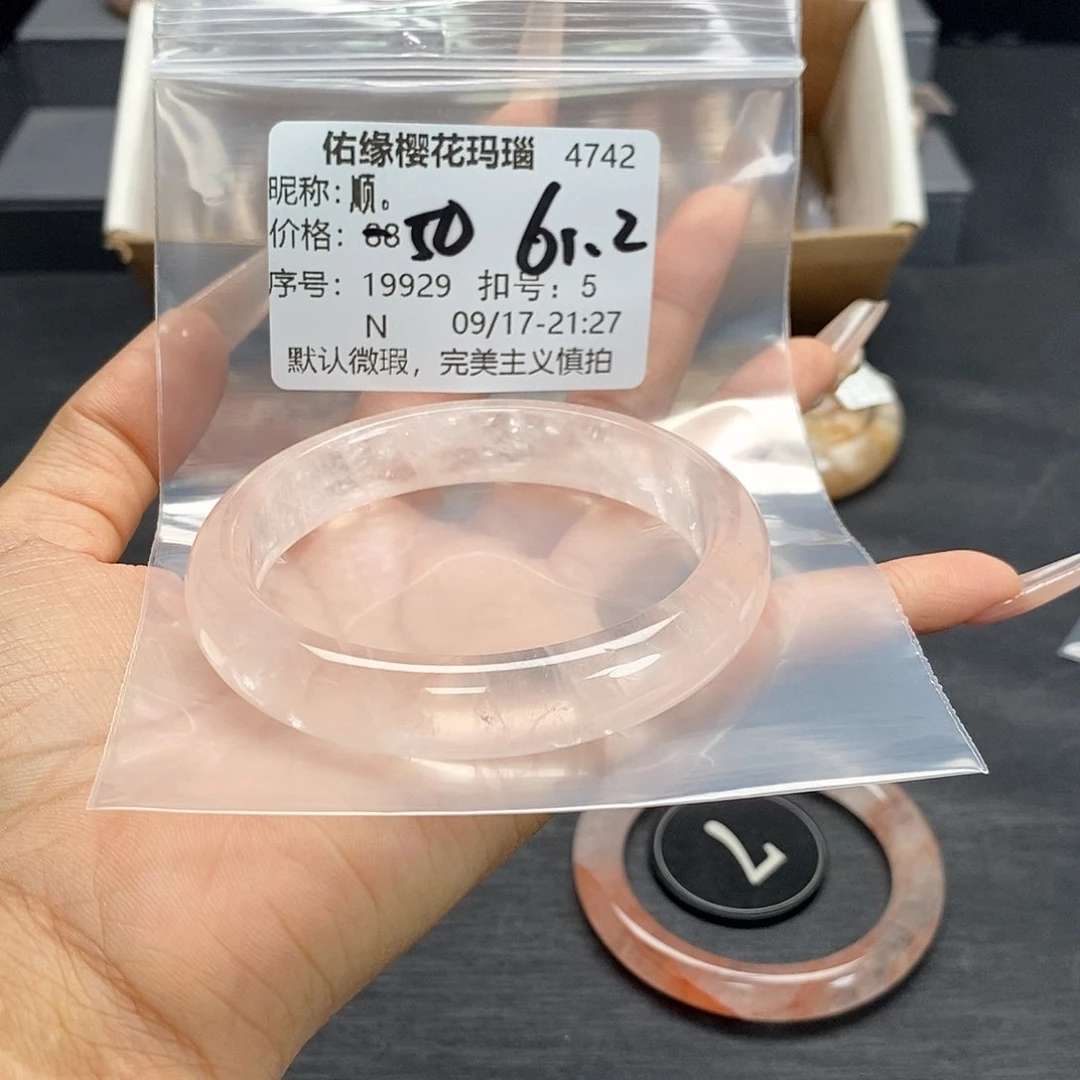 佑缘樱花玛瑙 4742
昵称：顺。
价格：88 50 61.2
序号：19929 扣号：5
N 09/17-21:27
默认微瑕，完美主义慎拍
7